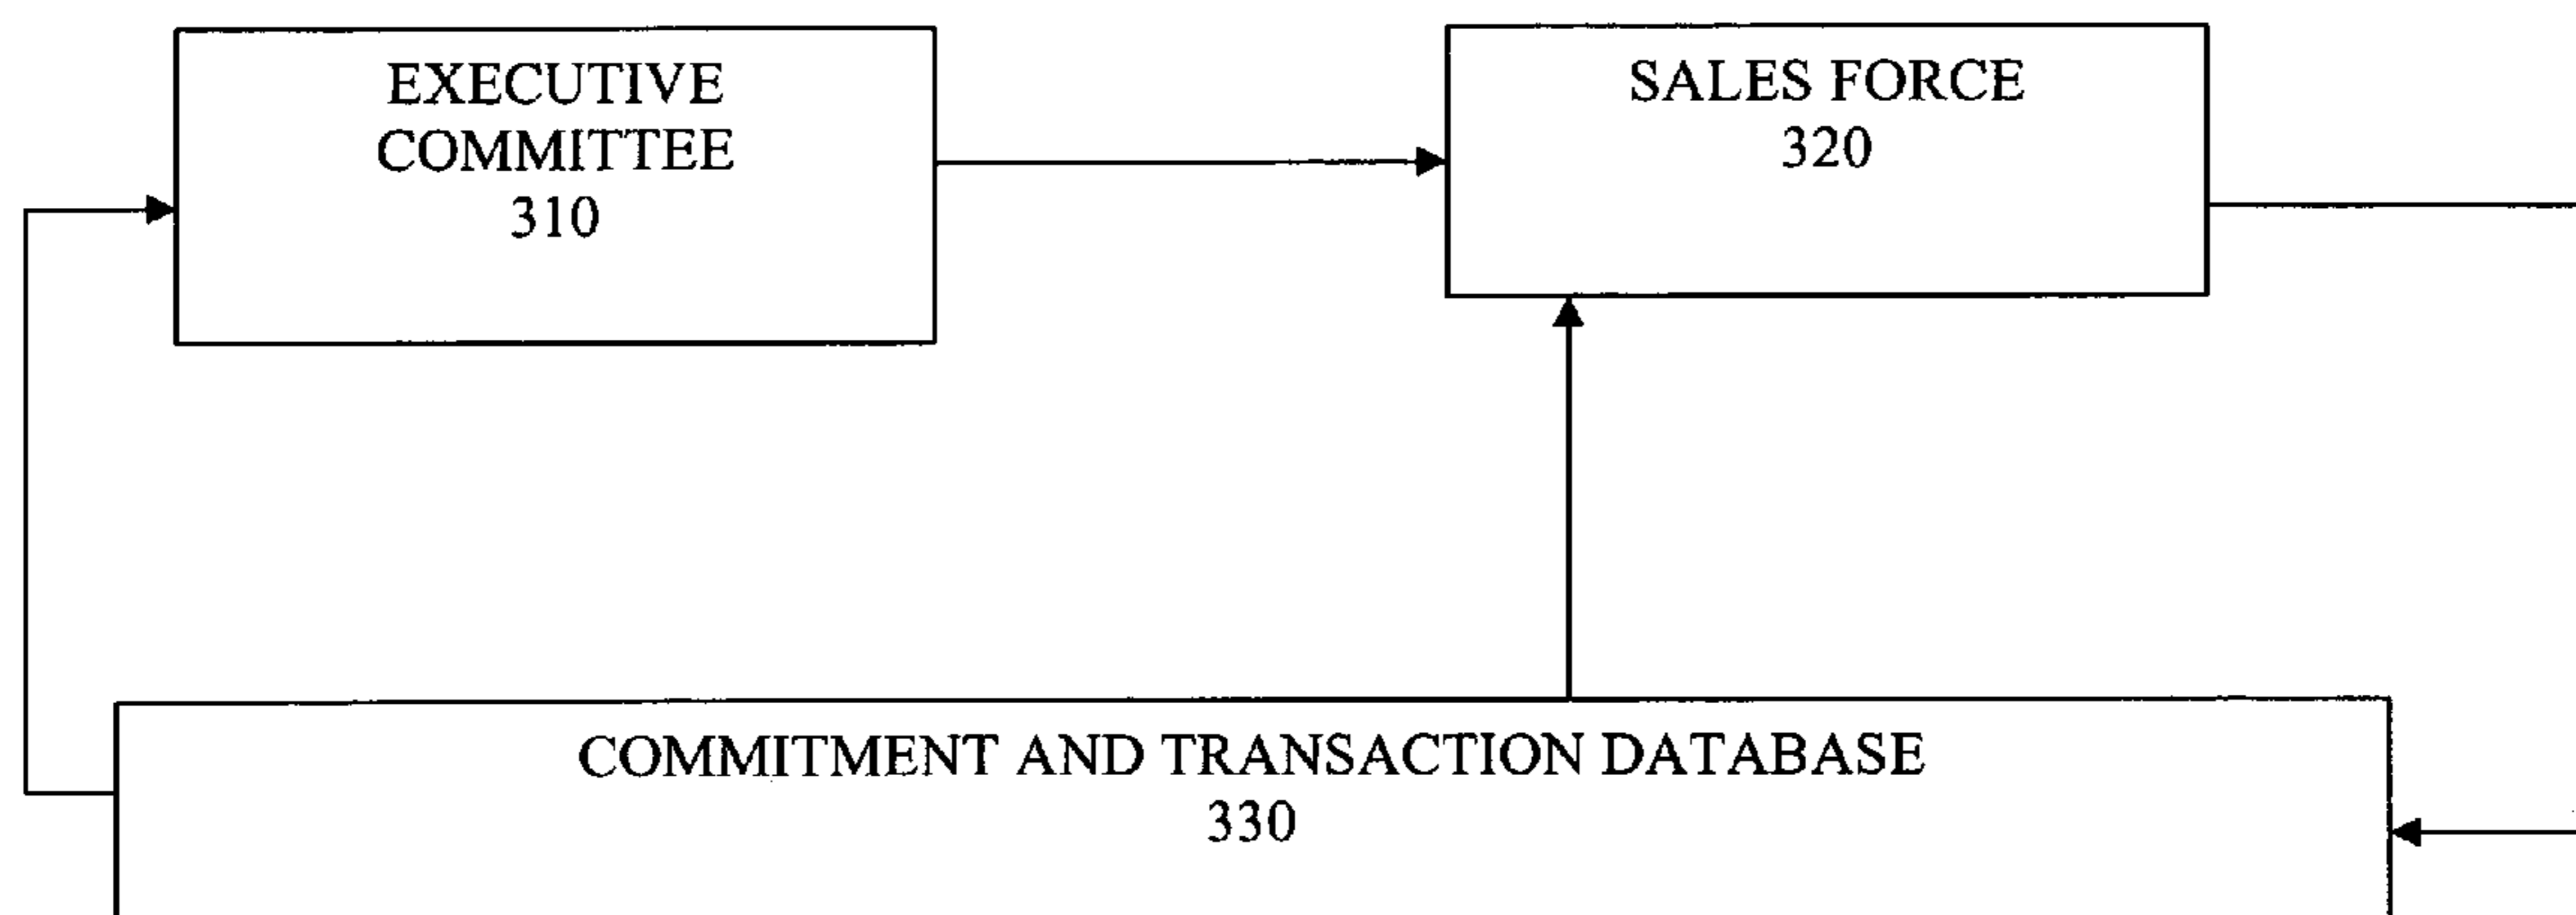 EXECUTIVE
COMMITTEE
310
SALES FORCE
320
COMMITMENT AND TRANSACTION DATABASE
330